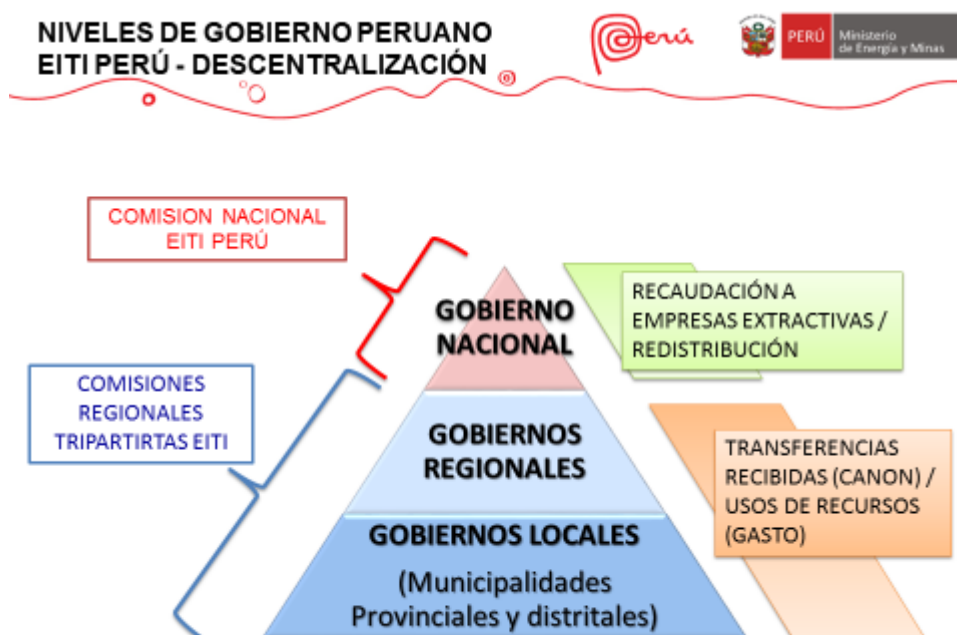 NIVELES DE GOBIERNO PERUANO
EITI PERÚ - DESCENTRALIZACIÓN
Perú
PERÚ
Ministerio
de Energía y Minas
COMISION NACIONAL
EITI PERÚ
COMISIONES
REGIONALES
TRIPARTIRTAS EITI
GOBIERNO
NACIONAL
GOBIERNOS
REGIONALES
GOBIERNOS LOCALES
(Municipalidades
Provinciales y distritales)
RECAUDACIÓN A
EMPRESAS EXTRACTIVAS /
REDISTRIBUCIÓN
TRANSFERENCIAS
RECIBIDAS (CANON) /
USOS DE RECURSOS
(GASTO)